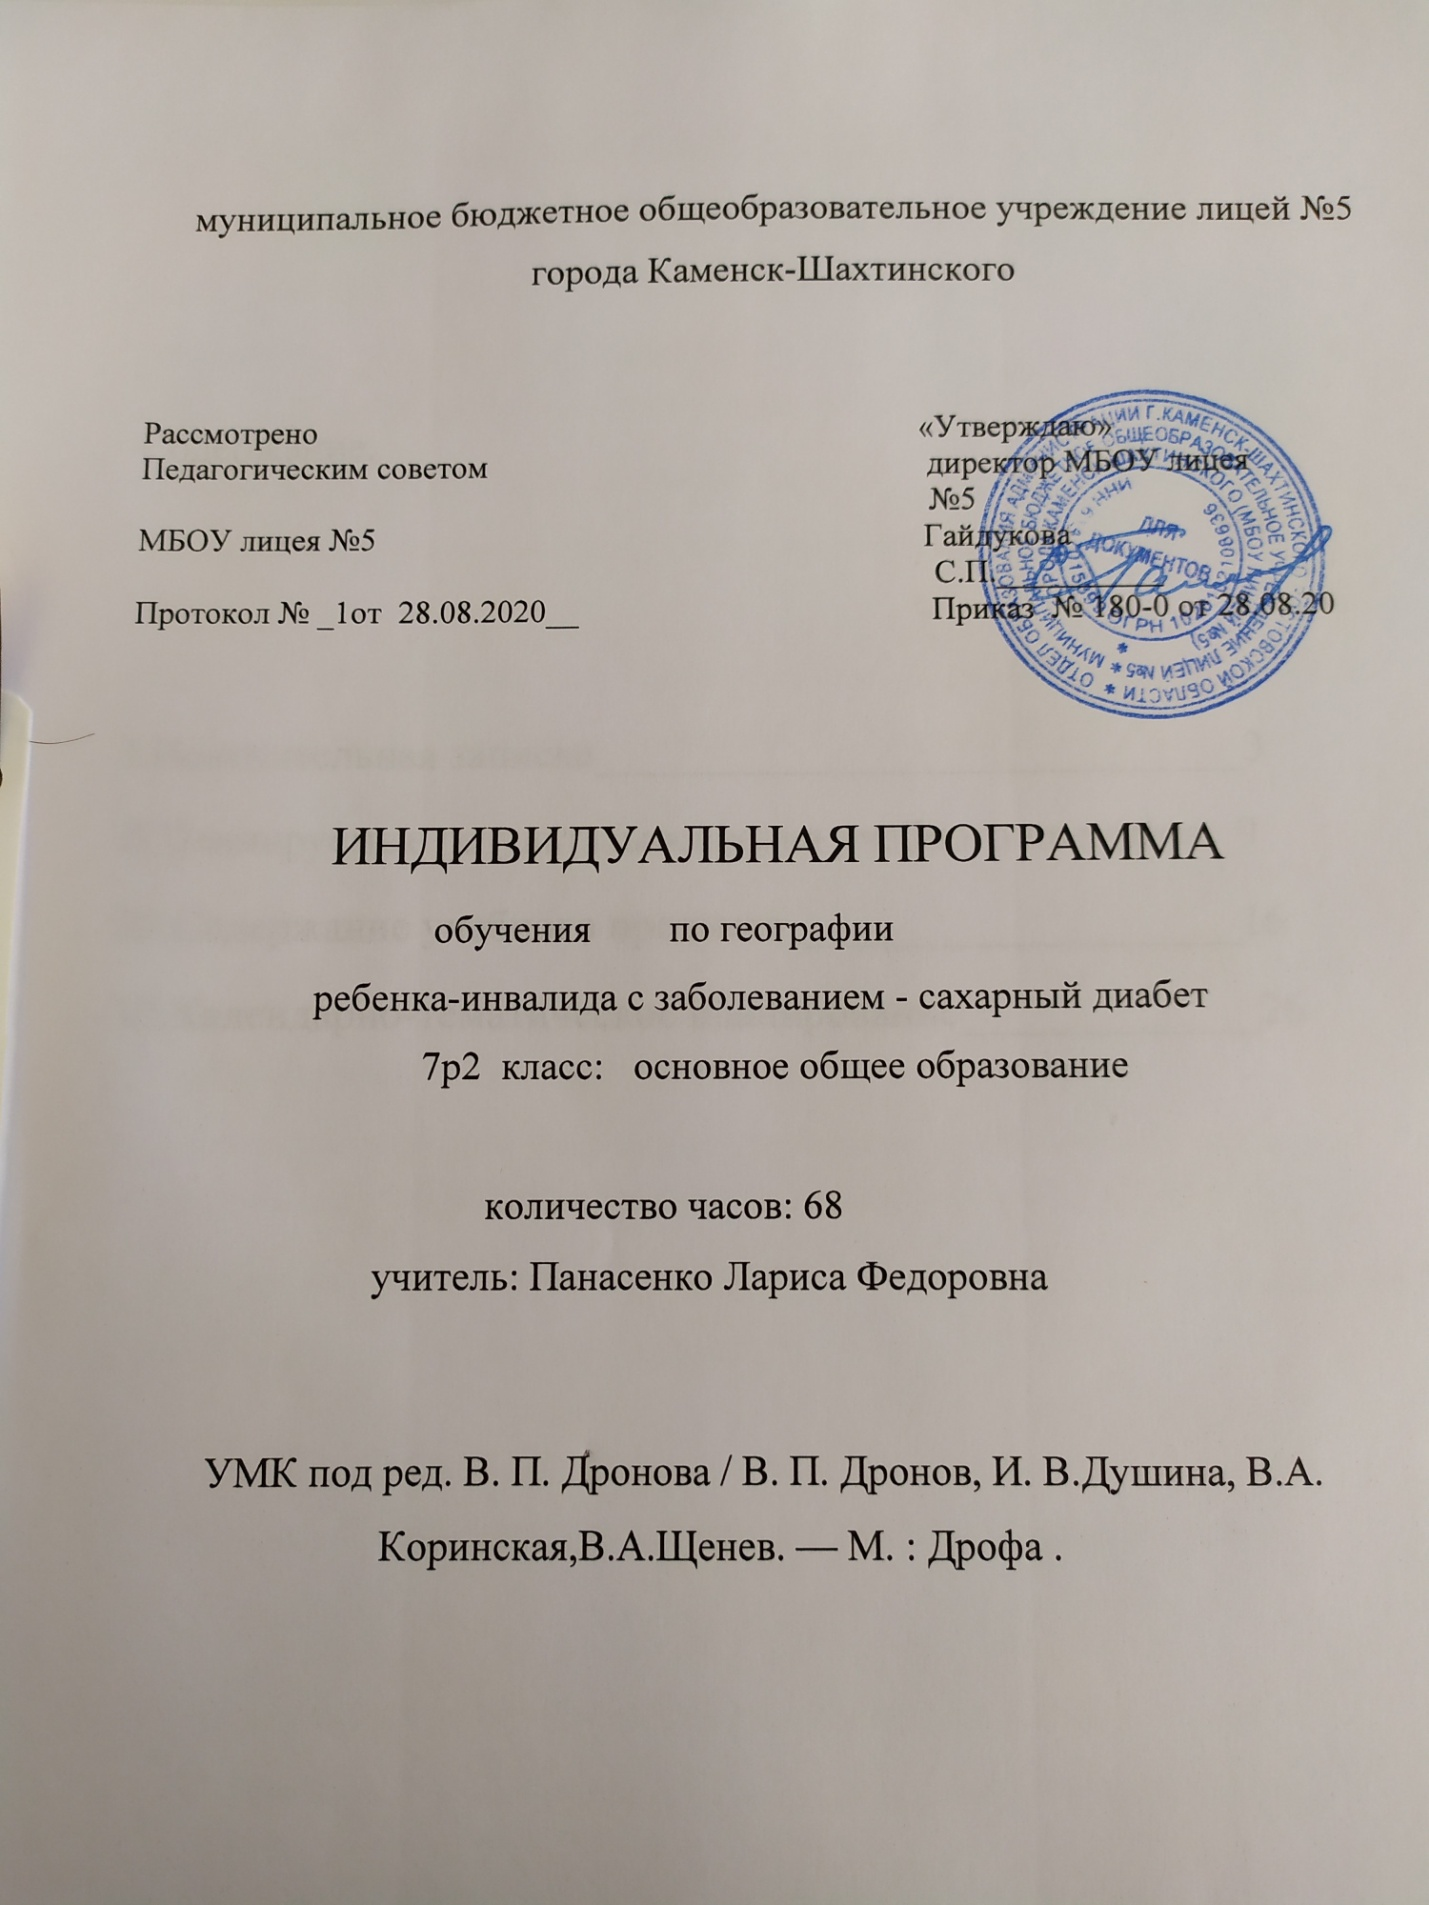 муниципальное бюджетное общеобразовательное учреждение лицей №5
города Каменск-Шахтинского
Рассмотрено
Педагогическим советом
МБОУ лицея №5
Протокол № _1от 28.08.2020__
«Утверждаю»
директор МБОУ лицея
№5
Гайдукова
С.П.__________
Приказ № 180-0 от 28.08.20
ДЛЯ
ДОКУМЕНТОВ
ИНДИВИДУАЛЬНАЯ ПРОГРАММА
обучения по географии
ребенка-инвалида с заболеванием - сахарный диабет
7р2 класс: основное общее образование
количество часов: 68
учитель: Панасенко Лариса Федоровна
УМК под ред. В. П. Дронова / В. П. Дронов, И. В.Душина, В.А.
Коринская,В.А.Щенев. — М. : Дрофа .